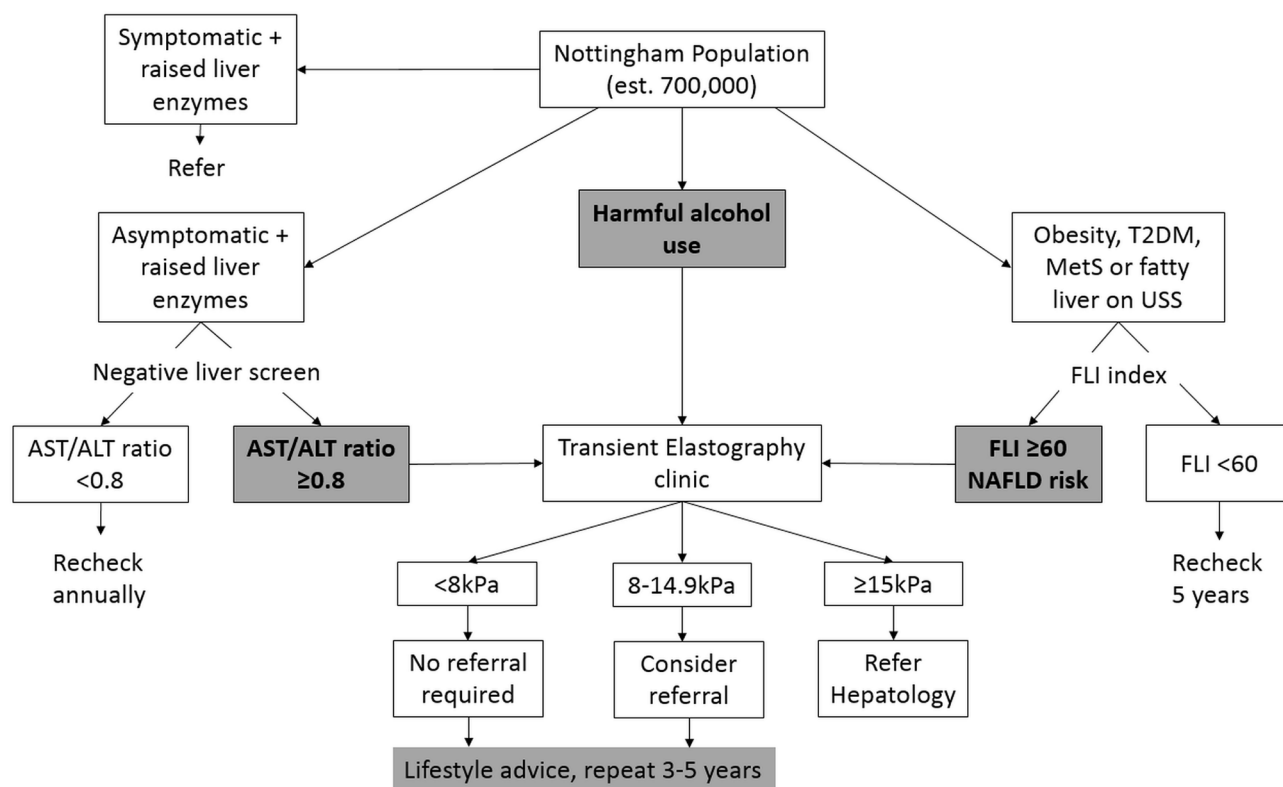 Symptomatic +
raised liver
enzymes
Nottingham Population
(est. 700,000)
Refer
Harmful alcohol
use
Asymptomatic +
raised liver
enzymes
Obesity, T2DM,
MetS or fatty
liver on USS
Negative liver screen
FLI index
AST/ALT ratio
<0.8
AST/ALT ratio
≥0.8
Transient Elastography
clinic
FLI ≥60
NAFLD risk
FLI <60
Recheck
annually
<8kPa
8-14.9kPa
≥15kPa
Recheck
5 years
No referral
required
Consider
referral
Refer
Hepatology
Lifestyle advice, repeat 3-5 years